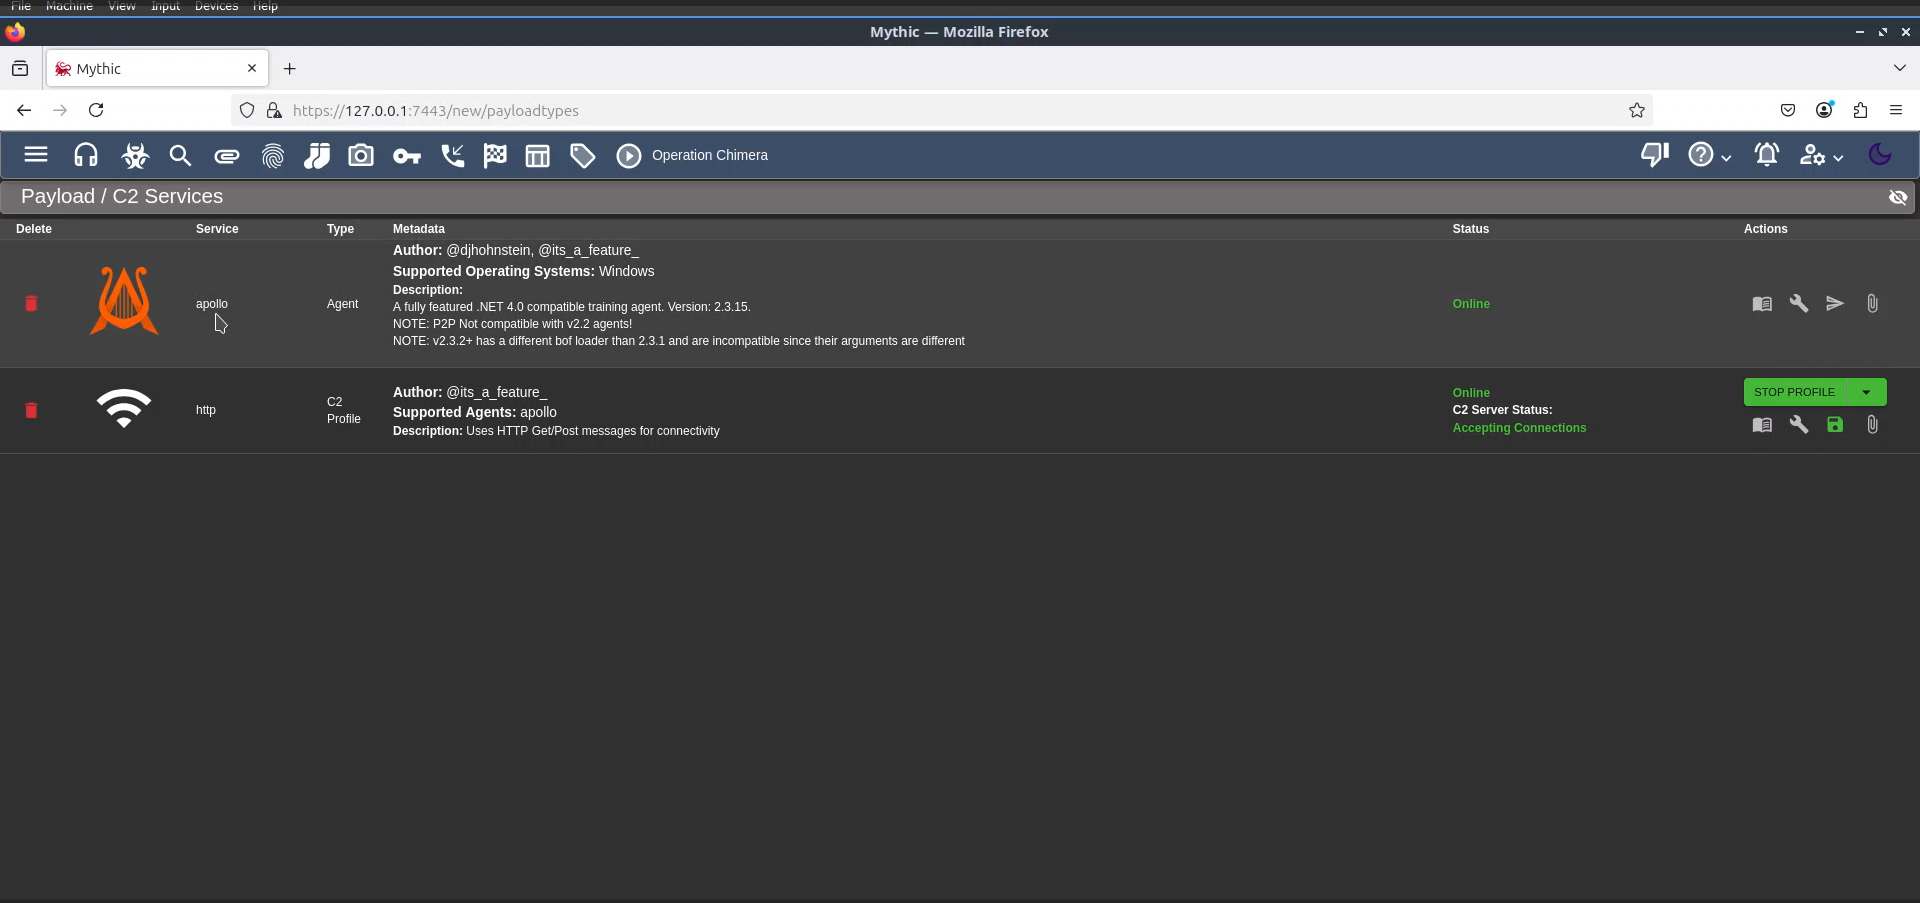 File Machine View Input Devices Help
Mythic — Mozilla Firefox
Mythic
https://127.0.0.1:7443/new/payloadtypes
Operation Chimera
Payload / C2 Services
Delete Service Type Metadata Status Actions
apollo
Agent
Author: @djhohnstein, @its_a_feature_
Supported Operating Systems: Windows
Description:
A fully featured .NET 4.0 compatible training agent. Version: 2.3.15.
NOTE: P2P Not compatible with v2.2 agents!
NOTE: v2.3.2+ has a different bof loader than 2.3.1 and are incompatible since their arguments are different
Online
http
C2
Profile
Author: @its_a_feature_
Supported Agents: apollo
Description: Uses HTTP Get/Post messages for connectivity
Online
C2 Server Status:
Accepting Connections
STOP PROFILE